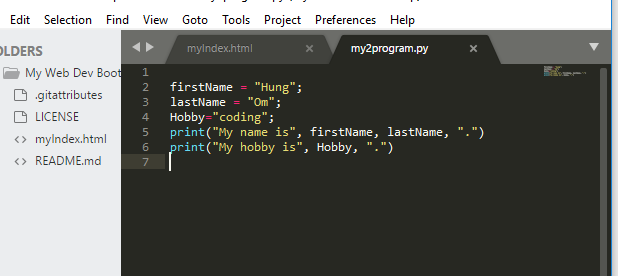 Edit Selection Find View Goto Tools Project Preferences Help
OLDERS
My Web Dev Boot
.gitattributes
LICENSE
myIndex.html
README.md
myIndex.html
my2program.py
1
2 firstName = "Hung";
3 lastName = "Om";
4 Hobby="coding";
5 print("My name is", firstName, lastName, ".")
6 print("My hobby is", Hobby, ".")
7